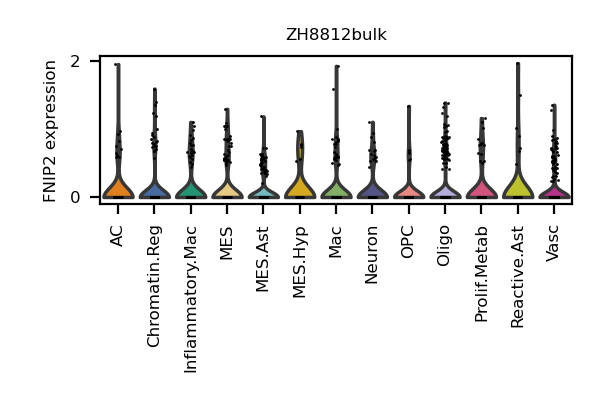 ZH8812bulk
FNIP2 expression
2
0
AC
Chromatin.Reg
Inflammatory.Mac
MES
MES.Ast
MES.Hyp
Mac
Neuron
OPC
Oligo
Prolif.Metab
Reactive.Ast
Vasc